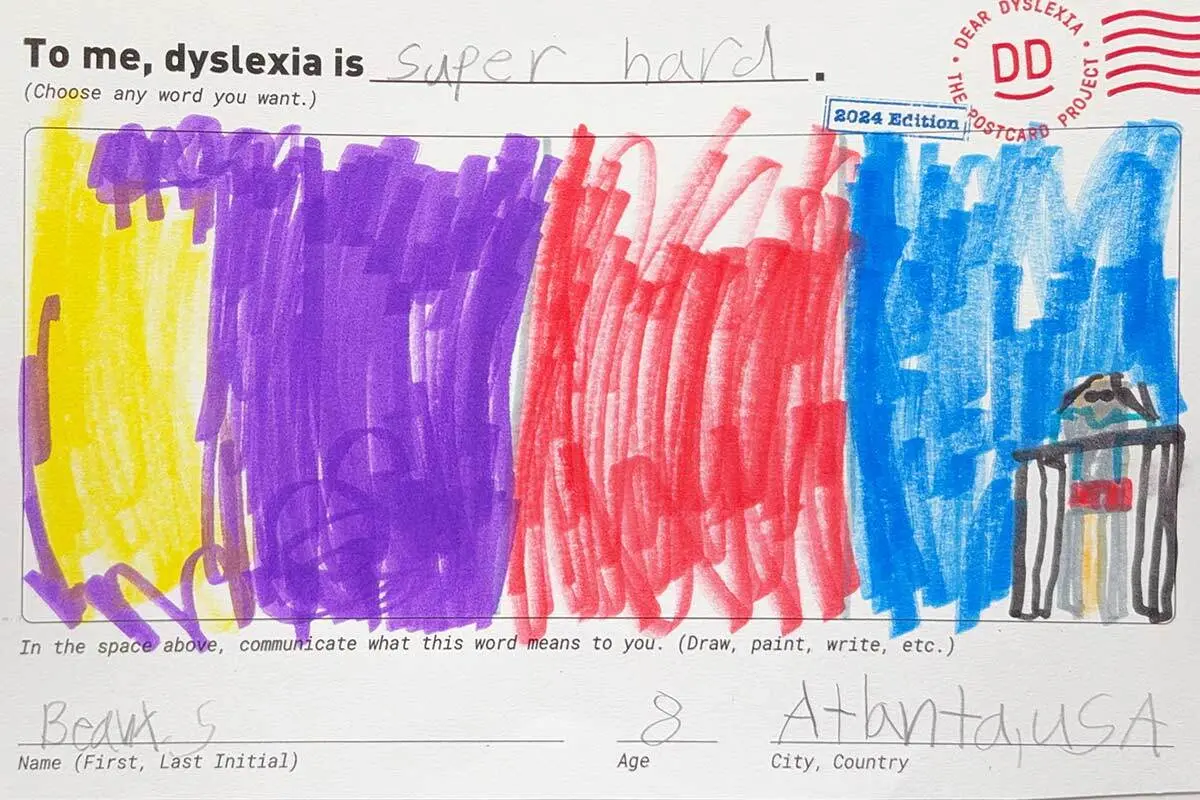 To me, dyslexia is super hard.
(Choose any word you want.)
DEAR DYSLEXIA • THE POSTCARD PROJECT •
DD
2024 Edition
In the space above, communicate what this word means to you. (Draw, paint, write, etc.)
Beaux S 8 Atlanta, USA
Name (First, Last Initial) Age City, Country